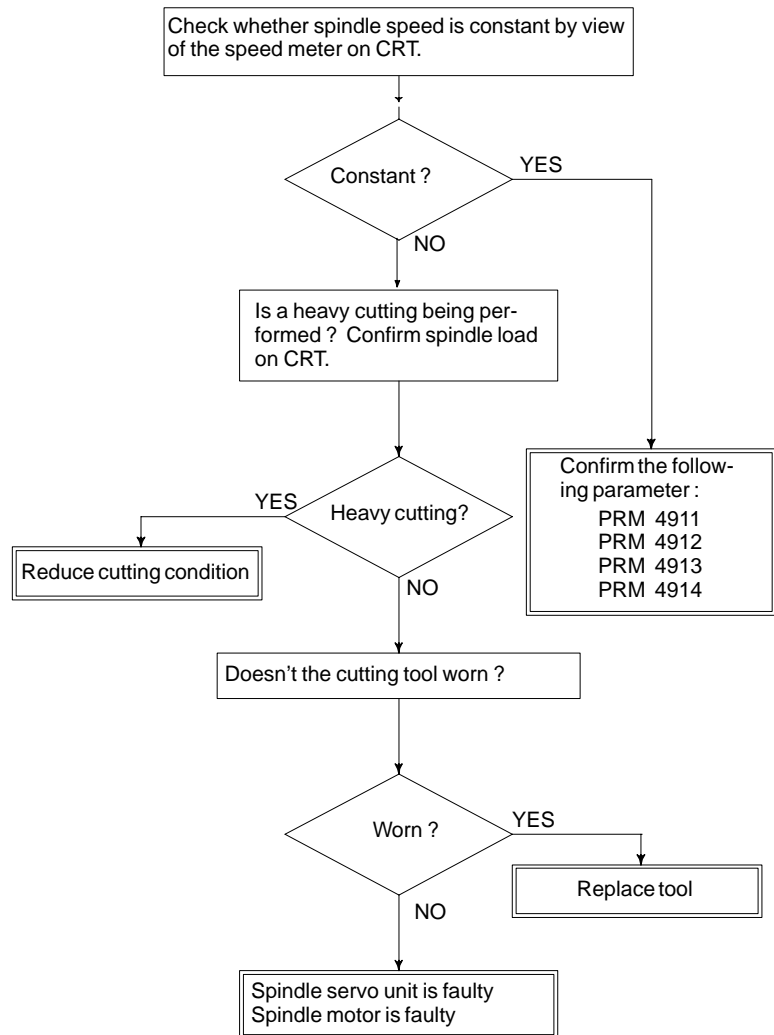 Check whether spindle speed is constant by view
of the speed meter on CRT.
Constant ?
YES
NO
Is a heavy cutting being per-
formed ? Confirm spindle load
on CRT.
Confirm the follow-
ing parameter :
PRM 4911
PRM 4912
PRM 4913
PRM 4914
YES
Heavy cutting?
Reduce cutting condition
NO
Doesn't the cutting tool worn ?
Worn ?
YES
Replace tool
NO
Spindle servo unit is faulty
Spindle motor is faulty